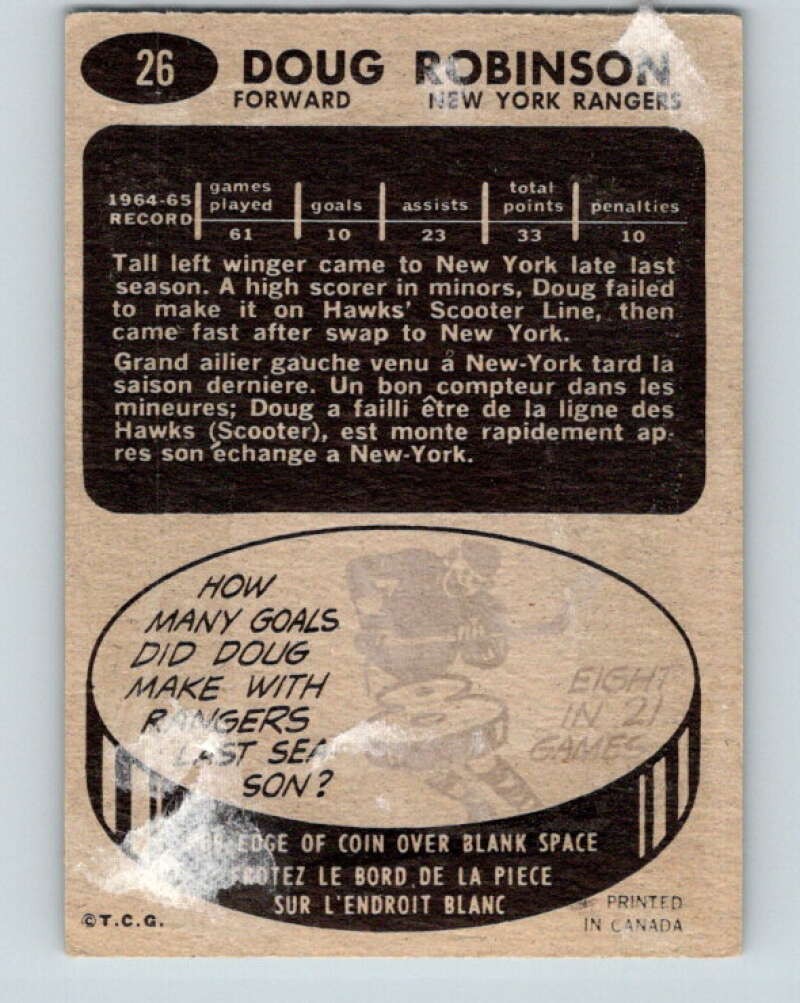 26 DOUG ROBINSON
FORWARD NEW YORK RANGERS
1964-65 RECORD games played goals assists total points penalties
61 10 23 33 10
Tall left winger came to New York late last
season. A high scorer in minors, Doug failed
to make it on Hawks' Scooter Line, then
came fast after swap to New York.
Grand ailier gauche venu à New-York tard la
saison derniere. Un bon compteur dans les
mineures; Doug a failli être de la ligne des
Hawks (Scooter), est monte rapidement ap-
res son échange a New-York.
HOW
MANY GOALS
DID DOUG
MAKE WITH
RANGERS
LAST SEA
SON?
EIGHT
IN 21
GAMES
EDGE OF COIN OVER BLANK SPACE
FROTEZ LE BORD DE LA PIECE
SUR L'ENDROIT BLANC
©T.C.G.
PRINTED
IN CANADA